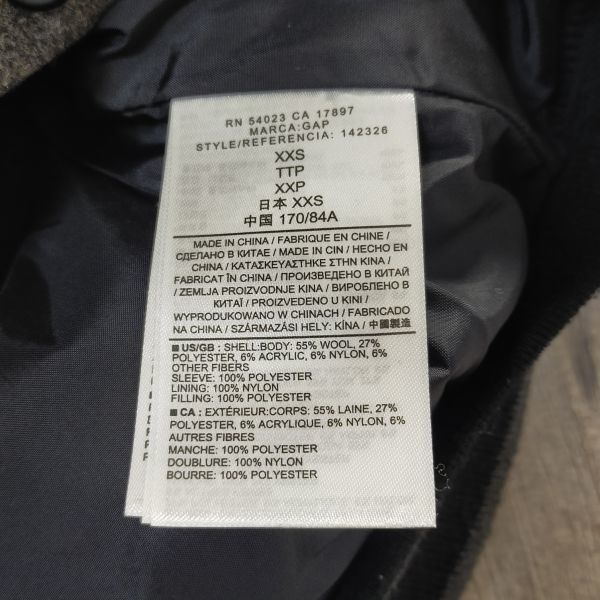 RN 54023 CA 17897
MARCA:GAP
STYLE/REFERENCIA: 142326
XXS
TTP
XXP
日本 XXS
中国 170/84A
MADE IN CHINA / FABRIQUE EN CHINE /
СДЕЛАНО В КИТАЕ / MADE IN CIN / HECHO EN
CHINA / ΚΑΤΑΣΚΕΥΑΣΤΗΚΕ ΣΤΗΝ ΚΙΝΑ /
FABRICAT ÎN CHINA / ПРОИЗВЕДЕНО В КИТАЙ
/ ZEMLJA PROIZVODNJE KINA / ВИРОБЛЕНО В
КИТАЇ / PROIZVEDENO U KINI /
WYPRODUKOWANO W CHINACH / FABRICADO
NA CHINA / SZÁRMAZÁSI HELY: KÍNA / 中國製造
■ US/GB : SHELL:BODY: 55% WOOL, 27%
POLYESTER, 6% ACRYLIC, 6% NYLON, 6%
OTHER FIBERS
SLEEVE: 100% POLYESTER
LINING: 100% NYLON
FILLING: 100% POLYESTER
■ CA : EXTÉRIEUR:CORPS: 55% LAINE, 27%
POLYESTER, 6% ACRYLIQUE, 6% NYLON, 6%
AUTRES FIBRES
MANCHE: 100% POLYESTER
DOUBLURE: 100% NYLON
BOURRE: 100% POLYESTER